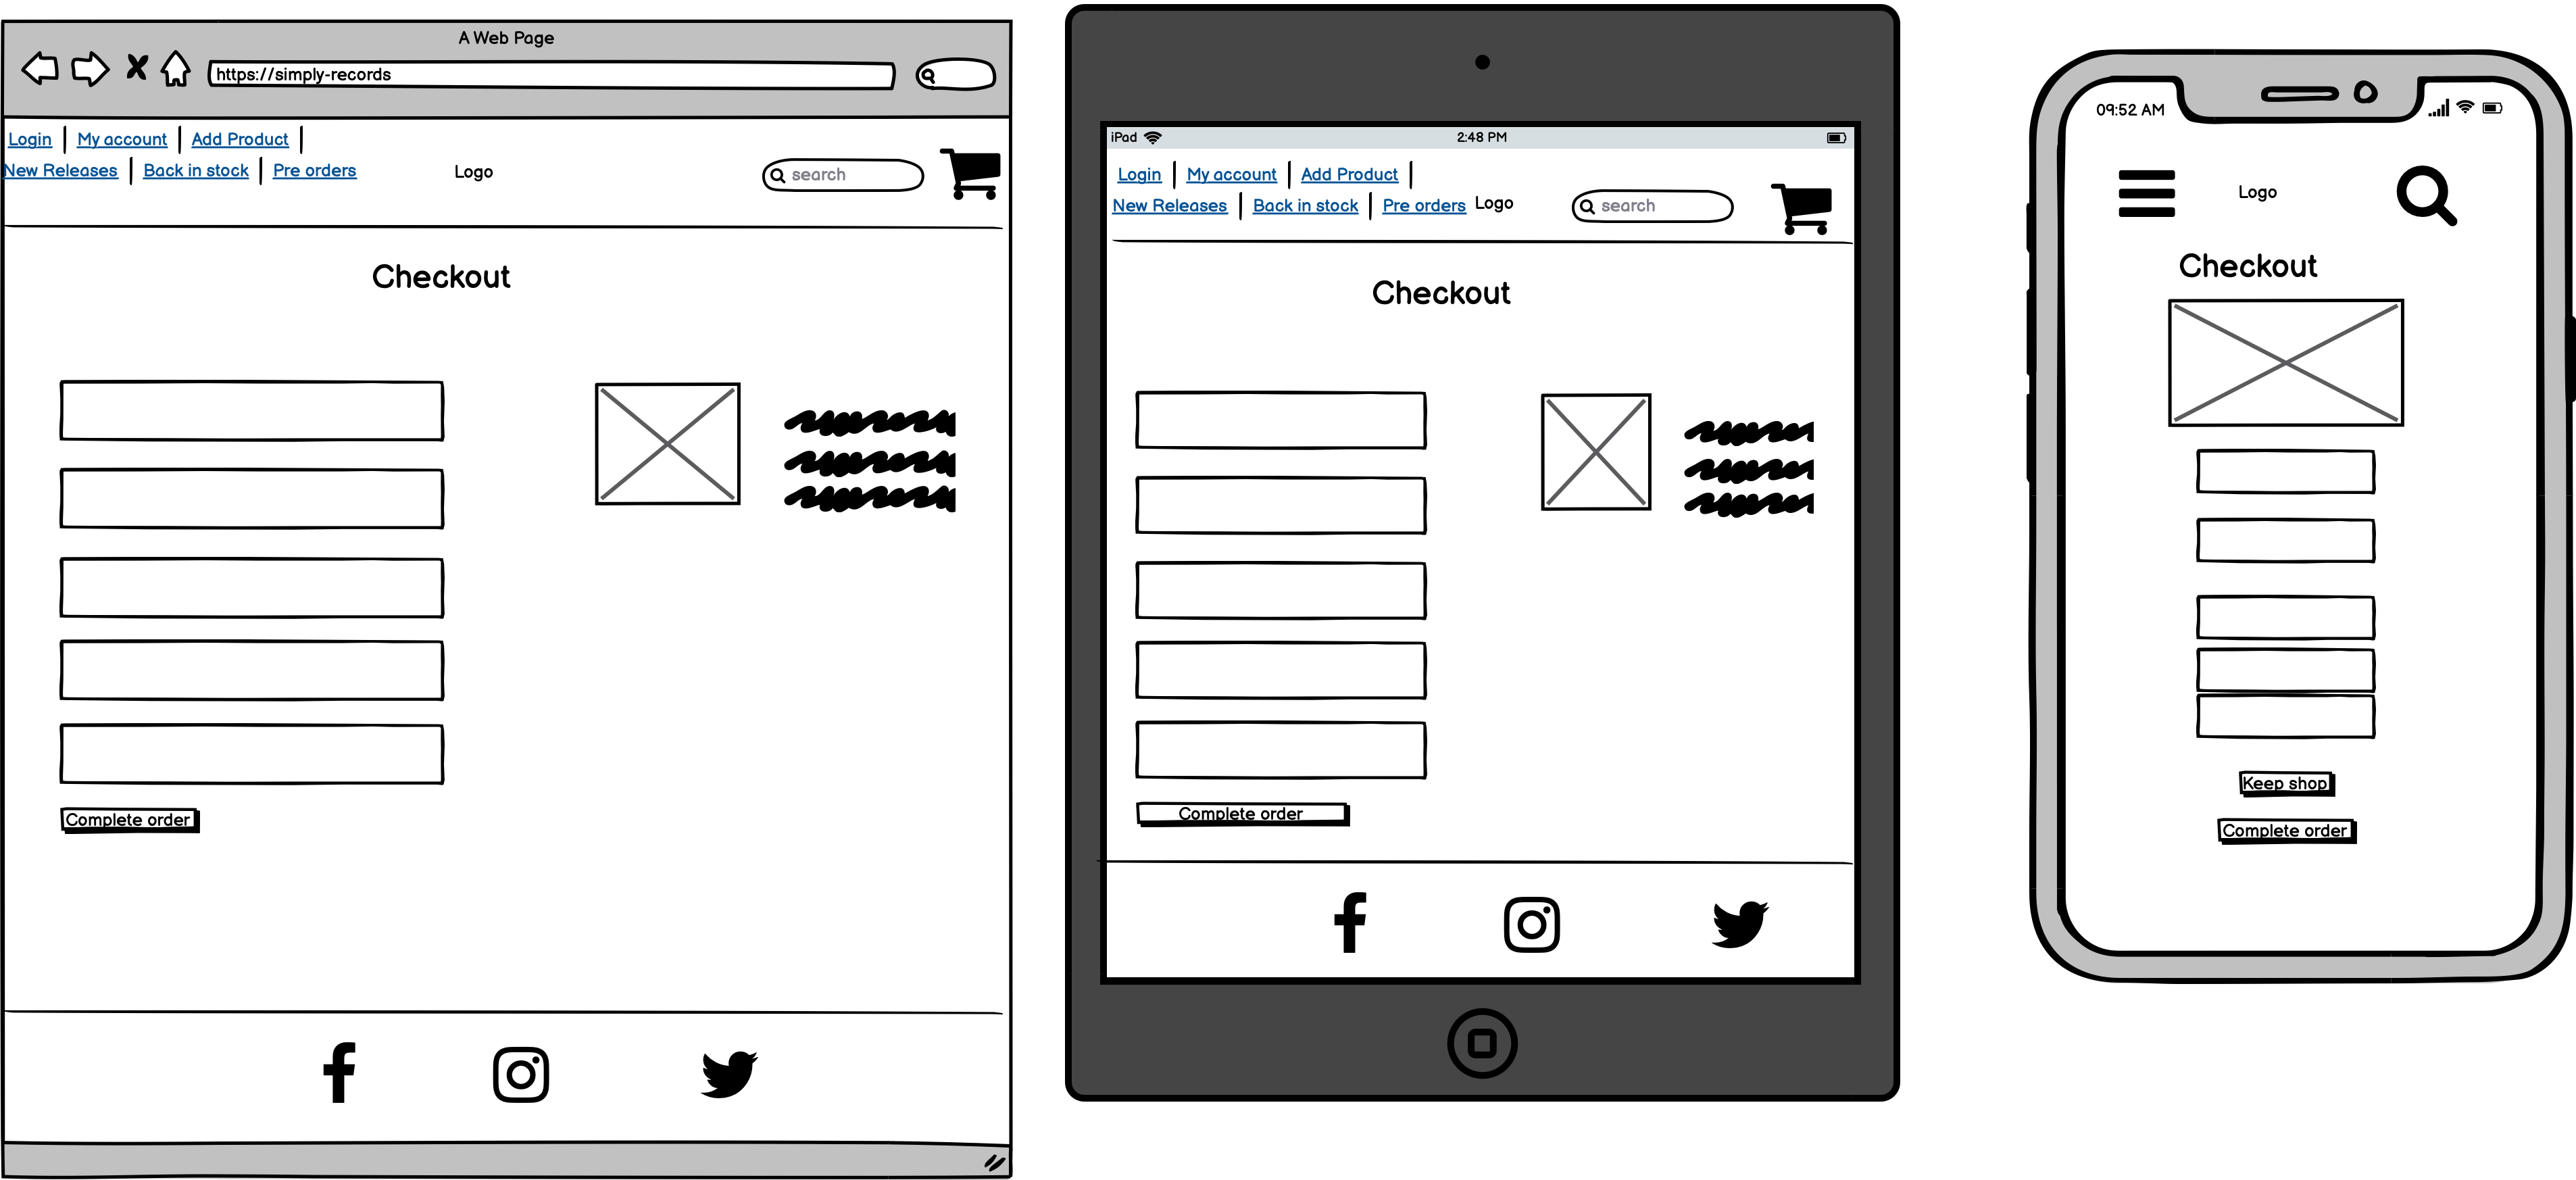 A Web Page
https://simply-records
Login My account Add Product
New Releases Back in stock Pre orders Logo search
Checkout
Complete order
iPad 2:48 PM
Login My account Add Product
New Releases Back in stock Pre orders Logo search
Checkout
Complete order
09:52 AM
Logo
Checkout
Keep shop
Complete order